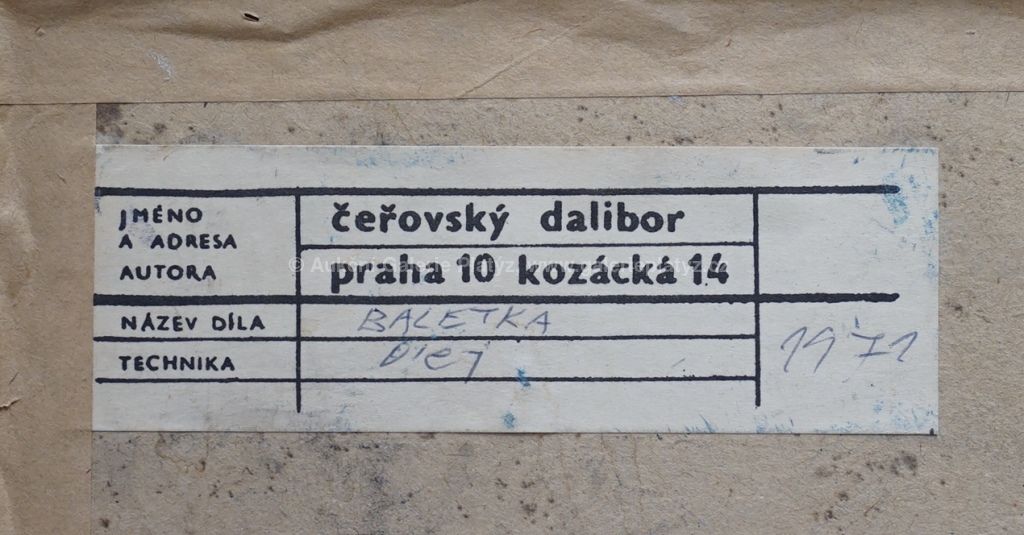 JMÉNO
A ADRESA
AUTORA
čeřovský dalibor
praha 10 kozácká 14
NÁZEV DÍLA BALETKA
TECHNIKA Olej
1971